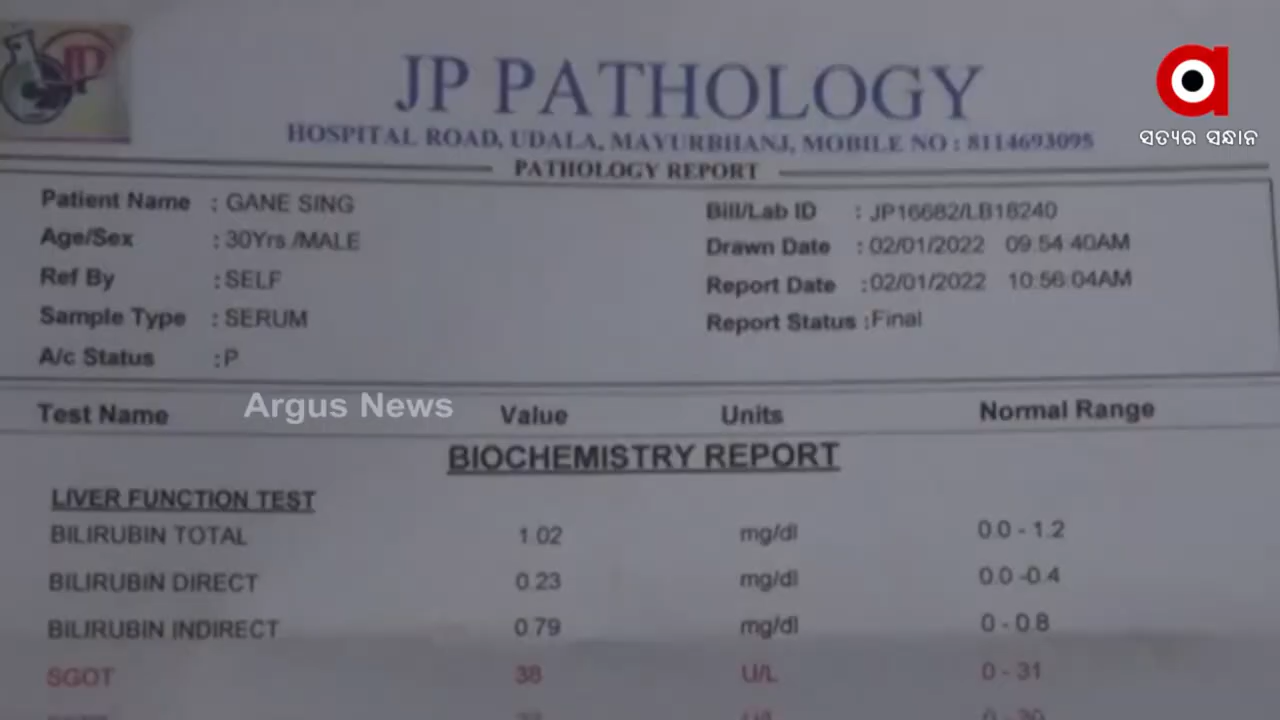 JP
JP PATHOLOGY
HOSPITAL ROAD, UDALA, MAYURBHANJ, MOBILE NO : 8114693095
PATHOLOGY REPORT
ସତ୍ୟର ସନ୍ଧାନ
Patient Name : GANE SING
Bill/Lab ID : JP16682/LB18240
Age/Sex : 30Yrs /MALE
Drawn Date : 02/01/2022 09:54:40AM
Ref By : SELF
Report Date : 02/01/2022 10:56:04AM
Sample Type : SERUM
Report Status : Final
A/c Status : P
Argus News
Test Name Value Units Normal Range
BIOCHEMISTRY REPORT
LIVER FUNCTION TEST
BILIRUBIN TOTAL 1.02 mg/dl 0.0 - 1.2
BILIRUBIN DIRECT 0.23 mg/dl 0.0 -0.4
BILIRUBIN INDIRECT 0.79 mg/dl 0 - 0.8
SGOT 38 U/L 0 - 31